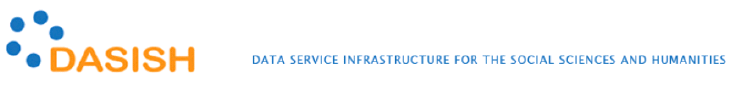 DASISH
DATA SERVICE INFRASTRUCTURE FOR THE SOCIAL SCIENCES AND HUMANITIES